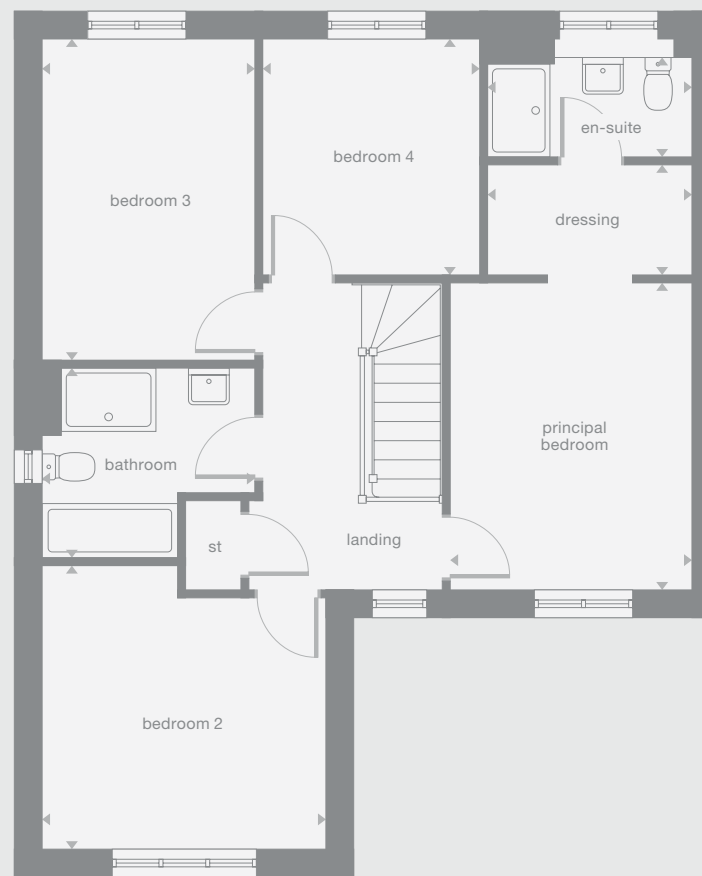 en-suite
bedroom 4
bedroom 3
dressing
principal
bedroom
bathroom
st
landing
bedroom 2